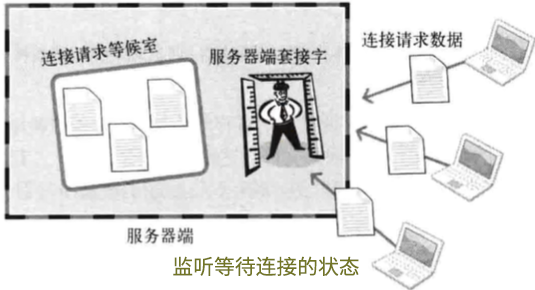 连接请求等候室
服务器端套接字
连接请求数据
服务器端
监听等待连接的状态